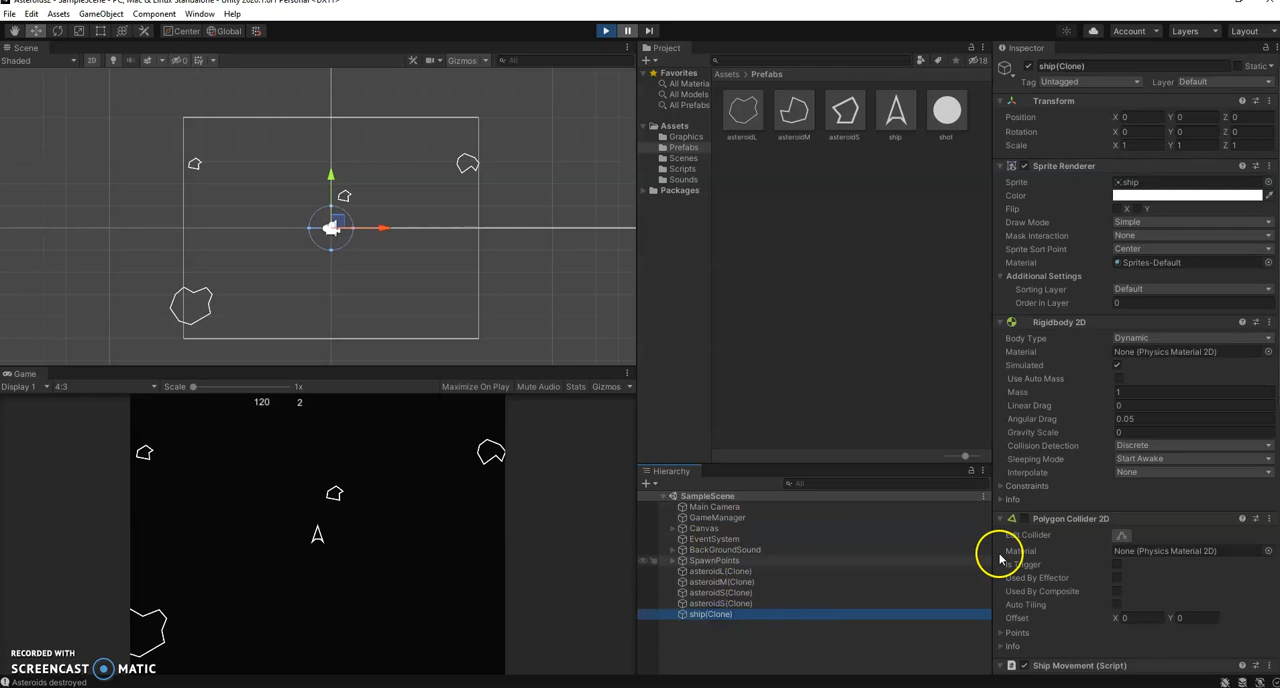 Asteroids2 - SampleScene - PC, Mac & Linux Standalone - Unity 2020.1.6f1 Personal <DX11>
File Edit Assets GameObject Component Window Help
Center Global
Account Layers Layout
Scene
Shaded 2D 0 Gizmos All
Game
Display 1 4:3 Scale 1x Maximize On Play Mute Audio Stats Gizmos
120 2
RECORDED WITH
SCREENCAST MATIC
Asteroids destroyed
Project
18
Favorites
All Materia
All Models
All Prefabs
Assets
Graphics
Prefabs
Scenes
Scripts
Sounds
Packages
Assets > Prefabs
asteroidL asteroidM asteroidS ship shot
Hierarchy
All
SampleScene
Main Camera
GameManager
Canvas
EventSystem
BackGroundSound
SpawnPoints
asteroidL(Clone)
asteroidM(Clone)
asteroidS(Clone)
asteroidS(Clone)
ship(Clone)
Inspector
ship(Clone) Static
Tag Untagged Layer Default
Transform
Position X 0 Y 0 Z 0
Rotation X 0 Y 0 Z 0
Scale X 1 Y 1 Z 1
Sprite Renderer
Sprite ship
Color
Flip X Y
Draw Mode Simple
Mask Interaction None
Sprite Sort Point Center
Material Sprites-Default
Additional Settings
Sorting Layer Default
Order in Layer 0
Rigidbody 2D
Body Type Dynamic
Material None (Physics Material 2D)
Simulated
Use Auto Mass
Mass 1
Linear Drag 0
Angular Drag 0.05
Gravity Scale 0
Collision Detection Discrete
Sleeping Mode Start Awake
Interpolate None
Constraints
Info
Polygon Collider 2D
Edit Collider
Material None (Physics Material 2D)
Is Trigger
Used By Effector
Used By Composite
Auto Tiling
Offset X 0 Y 0
Points
Info
Ship Movement (Script)